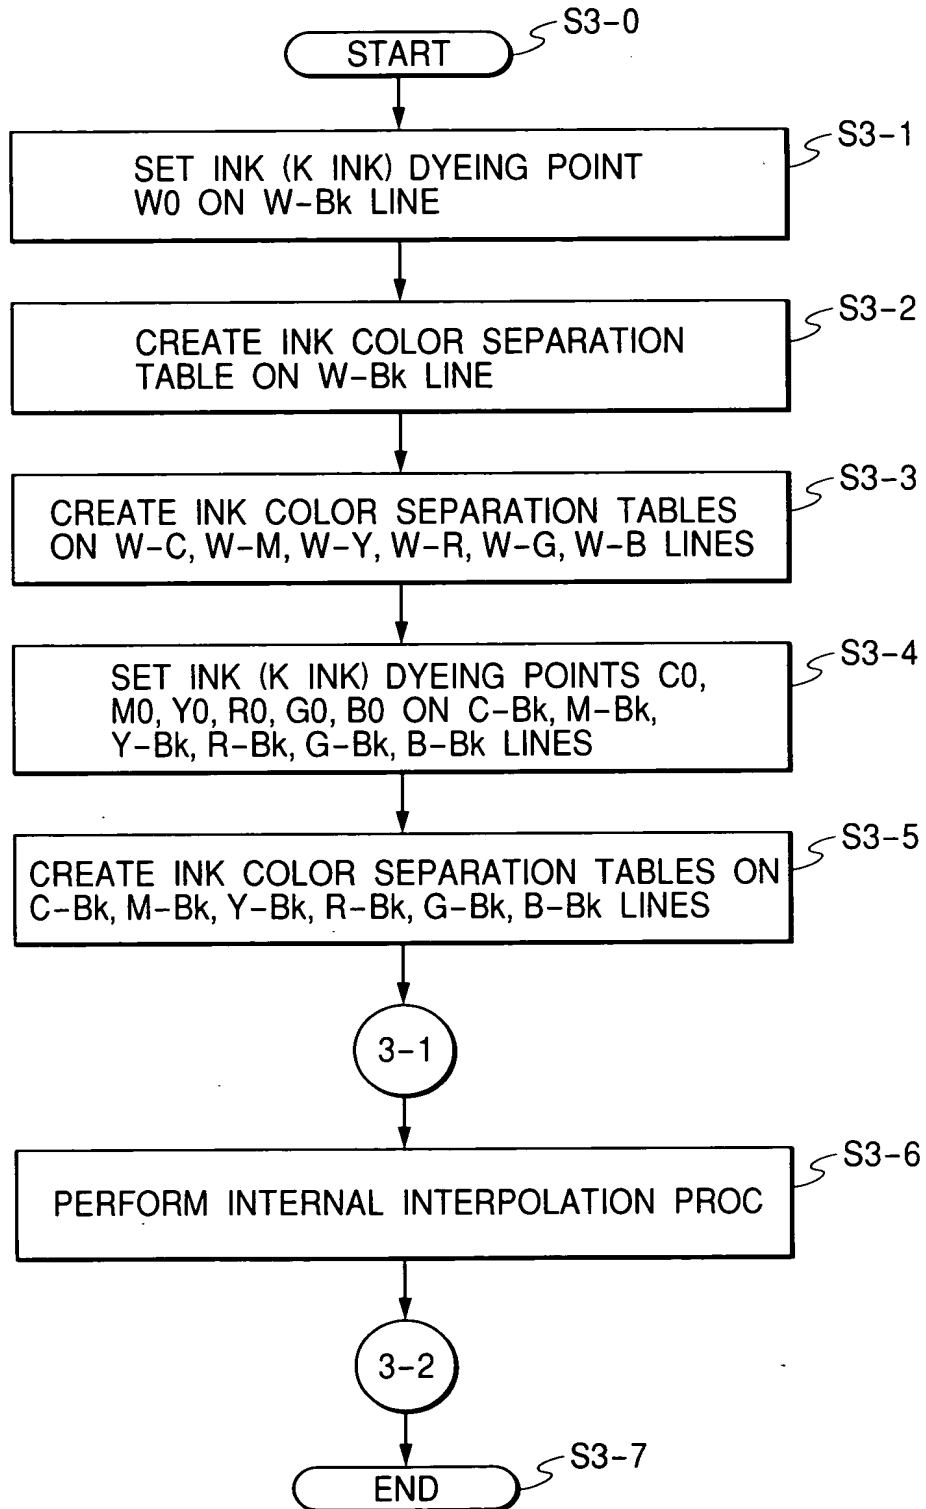 S3-0
START
S3-1
SET INK (K INK) DYEING POINT
W0 ON W-Bk LINE
S3-2
CREATE INK COLOR SEPARATION
TABLE ON W-Bk LINE
S3-3
CREATE INK COLOR SEPARATION TABLES
ON W-C, W-M, W-Y, W-R, W-G, W-B LINES
S3-4
SET INK (K INK) DYEING POINTS C0,
M0, Y0, R0, G0, B0 ON C-Bk, M-Bk,
Y-Bk, R-Bk, G-Bk, B-Bk LINES
S3-5
CREATE INK COLOR SEPARATION TABLES ON
C-Bk, M-Bk, Y-Bk, R-Bk, G-Bk, B-Bk LINES
3-1
S3-6
PERFORM INTERNAL INTERPOLATION PROC
3-2
S3-7
END